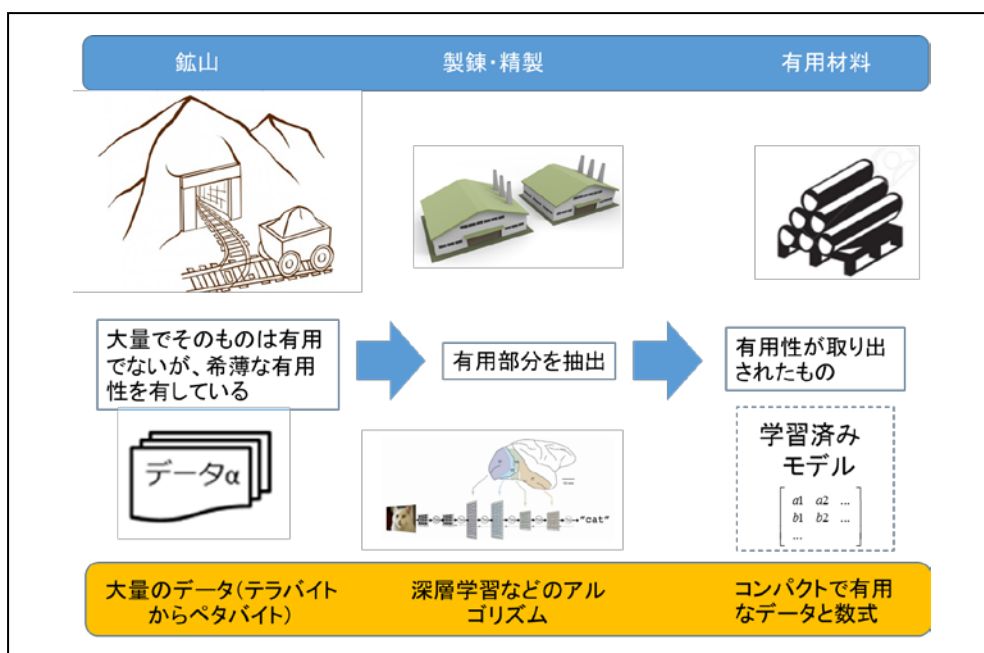 鉱山
製錬・精製
有用材料
大量でそのものは有用
でないが、希薄な有用
性を有している
有用部分を抽出
有用性が取り出
されたもの
データα
"cat"
学習済み
モデル
a1 a2 ...
b1 b2 ...
...
大量のデータ(テラバイト
からペタバイト)
深層学習などのアル
ゴリズム
コンパクトで有用
なデータと数式